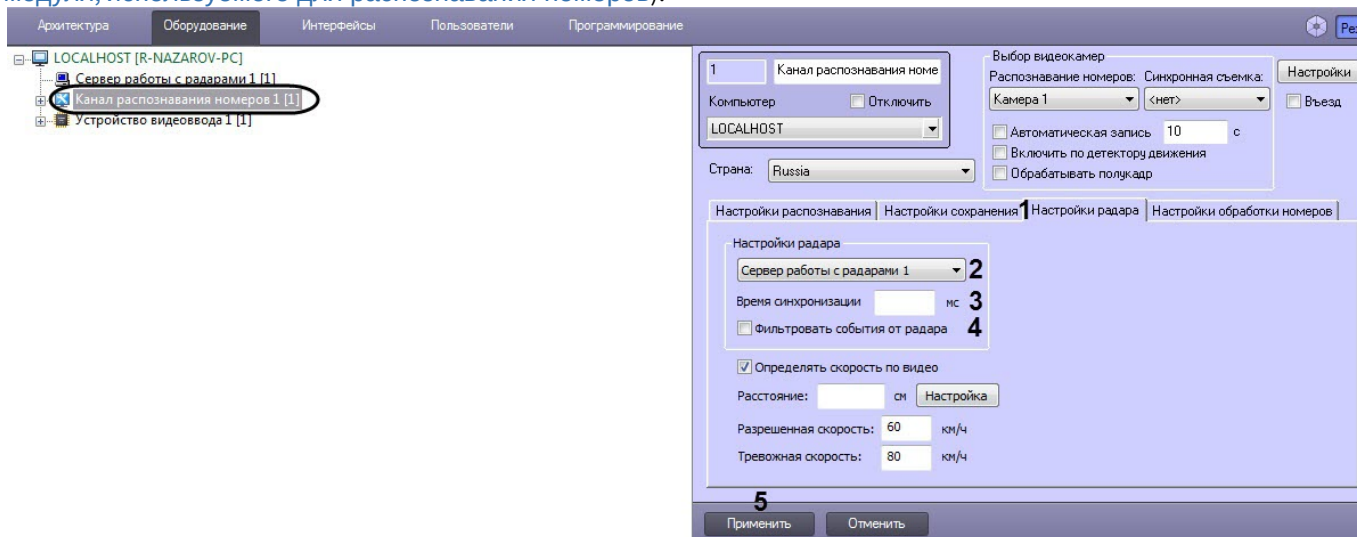 модуля, используемого для распознавания номеров).
Архитектура Оборудование Интерфейсы Пользователи Программирование
LOCALHOST [R-NAZAROV-PC]
Сервер работы с радарами 1 [1]
Канал распознавания номеров 1 [1]
Устройство видеоввода 1 [1]
1 Канал распознавания номе
Компьютер Отключить
LOCALHOST
Страна: Russia
Выбор видеокамер
Распознавание номеров: Синхронная съемка:
Камера 1 <нет>
Автоматическая запись 10 с
Включить по детектору движения
Обрабатывать полукадр
Настройки
Въезд
Настройки распознавания Настройки сохранения 1 Настройки радара Настройки обработки номеров
Настройки радара
Сервер работы с радарами 1 2
Время синхронизации мс 3
Фильтровать события от радара 4
Определять скорость по видео
Расстояние: см Настройка
Разрешенная скорость: 60 км/ч
Тревожная скорость: 80 км/ч
5
Применить Отменить